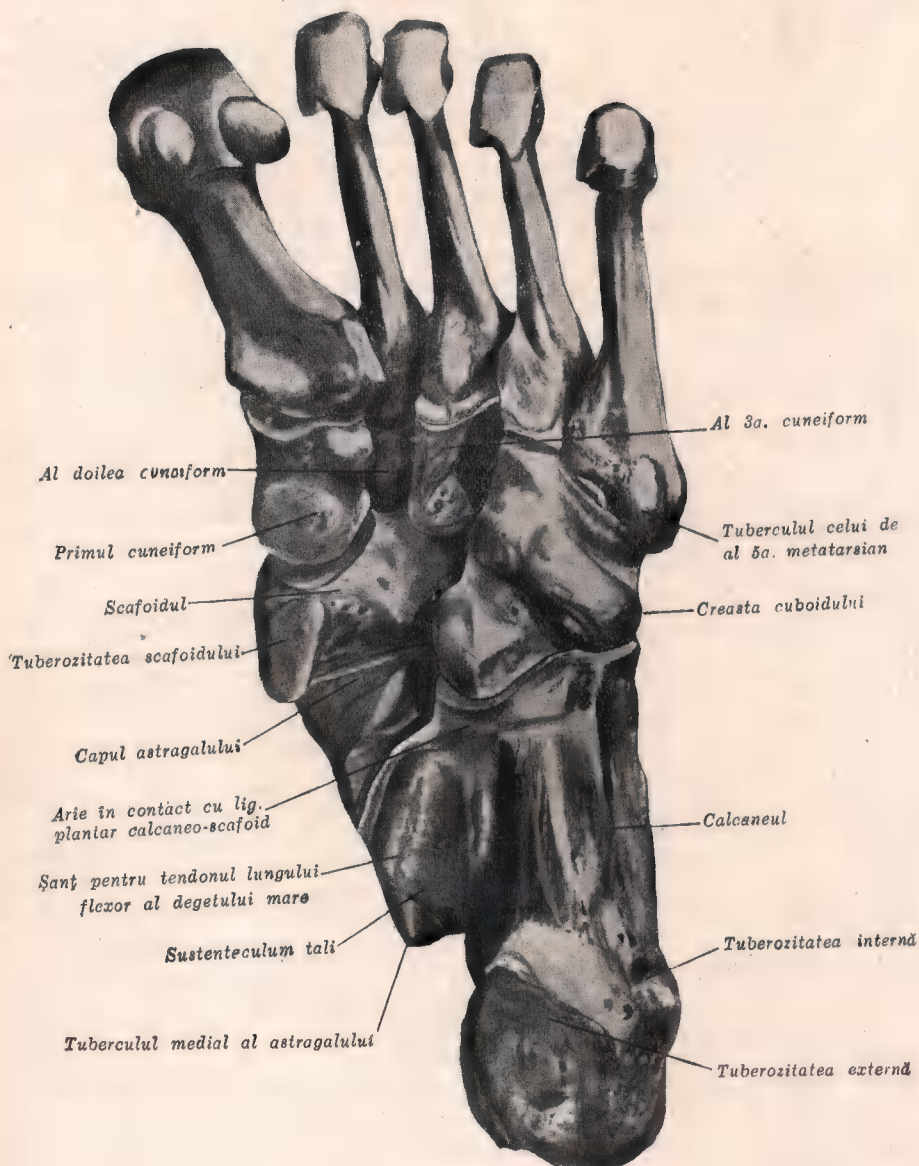 Al doilea cuneiform
Primul cuneiform
Scafoidul
Tuberozitatea scafoidului
Capul astragalului
Arie în contact cu lig.
plantar calcaneo-scafoid
Șanț pentru tendonul lungului
flexor al degetului mare
Sustenteculum tali
Tuberculul medial al astragalului
Al 3a. cuneiform
Tuberculul celui de
al 5a. metatarsian
Creasta cuboidului
Calcaneul
Tuberozitatea internă
Tuberozitatea externă